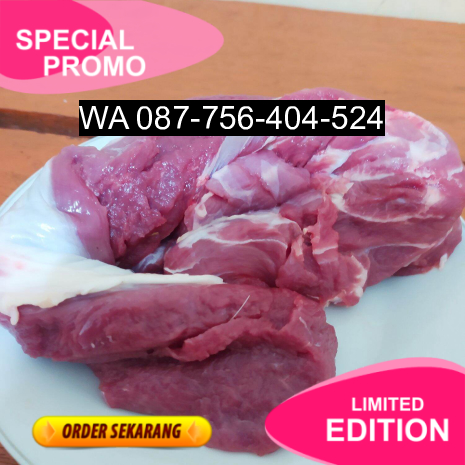 SPECIAL
PROMO
WA 087-756-404-524
ORDER SEKARANG
LIMITED
EDITION